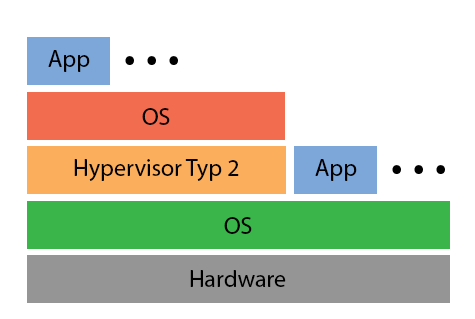 App • • •
OS
Hypervisor Typ 2
App • • •
OS
Hardware